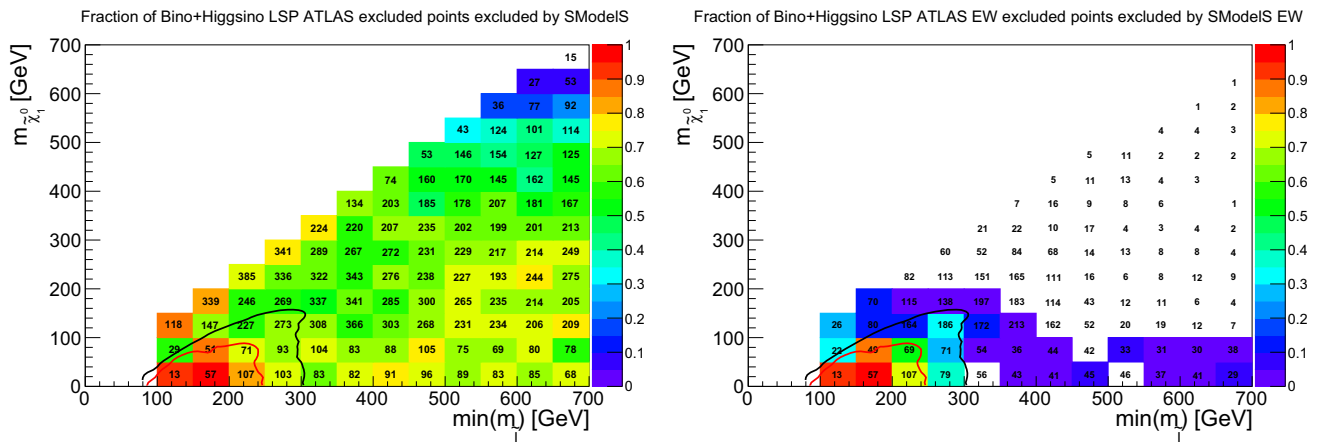 Fraction of Bino+Higgsino LSP ATLAS excluded points excluded by SModelS
m χ̃₁⁰ [GeV]
700
600
500
400
300
200
100
0
15
27 53
36 77 92
43 124 101 114
53 146 154 127 125
74 160 170 145 162 145
134 203 185 178 207 181 167
224 220 207 235 202 199 201 213
341 289 267 272 231 229 217 214 249
385 336 322 343 276 238 227 193 244 275
339 246 269 337 341 285 300 265 235 214 205
118 147 227 273 308 366 303 268 231 234 206 209
29 51 71 93 104 83 88 105 75 69 80 78
13 57 107 103 83 82 91 96 89 83 85 68
0 100 200 300 400 500 600 700
min(m l̃) [GeV]
1
0.9
0.8
0.7
0.6
0.5
0.4
0.3
0.2
0.1
0
Fraction of Bino+Higgsino LSP ATLAS EW excluded points excluded by SModelS EW
m χ̃₁⁰ [GeV]
700
600
500
400
300
200
100
0
1
1 2
4 4 3
5 11 2 2 2
5 11 13 4 3
7 16 9 8 6 1
21 22 10 17 4 3 4 2
60 52 84 68 14 13 8 8 4
82 113 151 165 111 16 6 8 12 9
70 115 138 197 183 114 43 12 11 6 4
26 80 164 186 172 213 162 52 20 19 12 7
22 49 69 71 54 36 44 42 33 31 30 38
13 57 107 79 56 43 41 45 46 37 41 29
0 100 200 300 400 500 600 700
min(m l̃) [GeV]
1
0.9
0.8
0.7
0.6
0.5
0.4
0.3
0.2
0.1
0